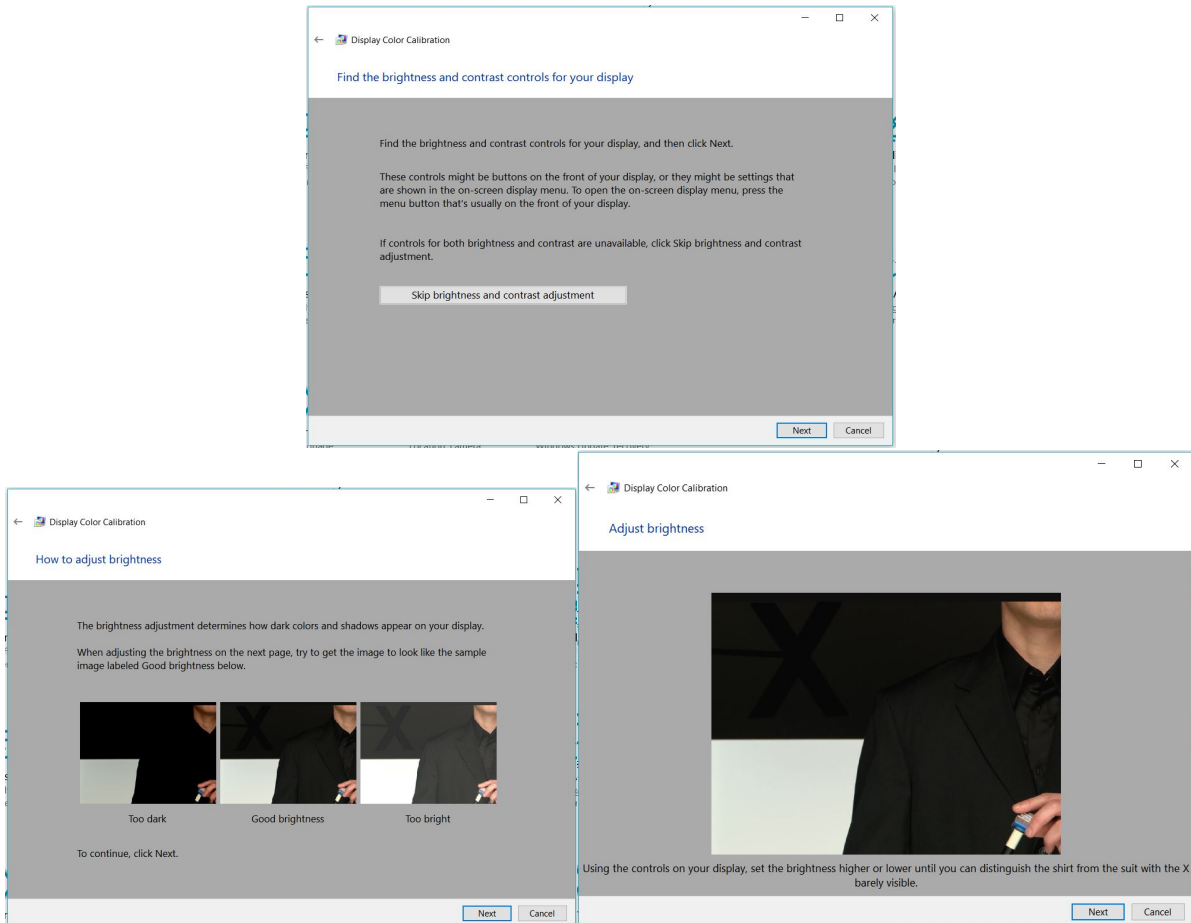 ← Display Color Calibration
Find the brightness and contrast controls for your display
Find the brightness and contrast controls for your display, and then click Next.
These controls might be buttons on the front of your display, or they might be settings that
are shown in the on-screen display menu. To open the on-screen display menu, press the
menu button that's usually on the front of your display.
If controls for both brightness and contrast are unavailable, click Skip brightness and contrast
adjustment.
Skip brightness and contrast adjustment
Next Cancel
← Display Color Calibration
How to adjust brightness
The brightness adjustment determines how dark colors and shadows appear on your display.
When adjusting the brightness on the next page, try to get the image to look like the sample
image labeled Good brightness below.
X X
Too dark Good brightness Too bright
To continue, click Next.
Next Cancel
← Display Color Calibration
Adjust brightness
X
Using the controls on your display, set the brightness higher or lower until you can distinguish the shirt from the suit with the X
barely visible.
Next Cancel